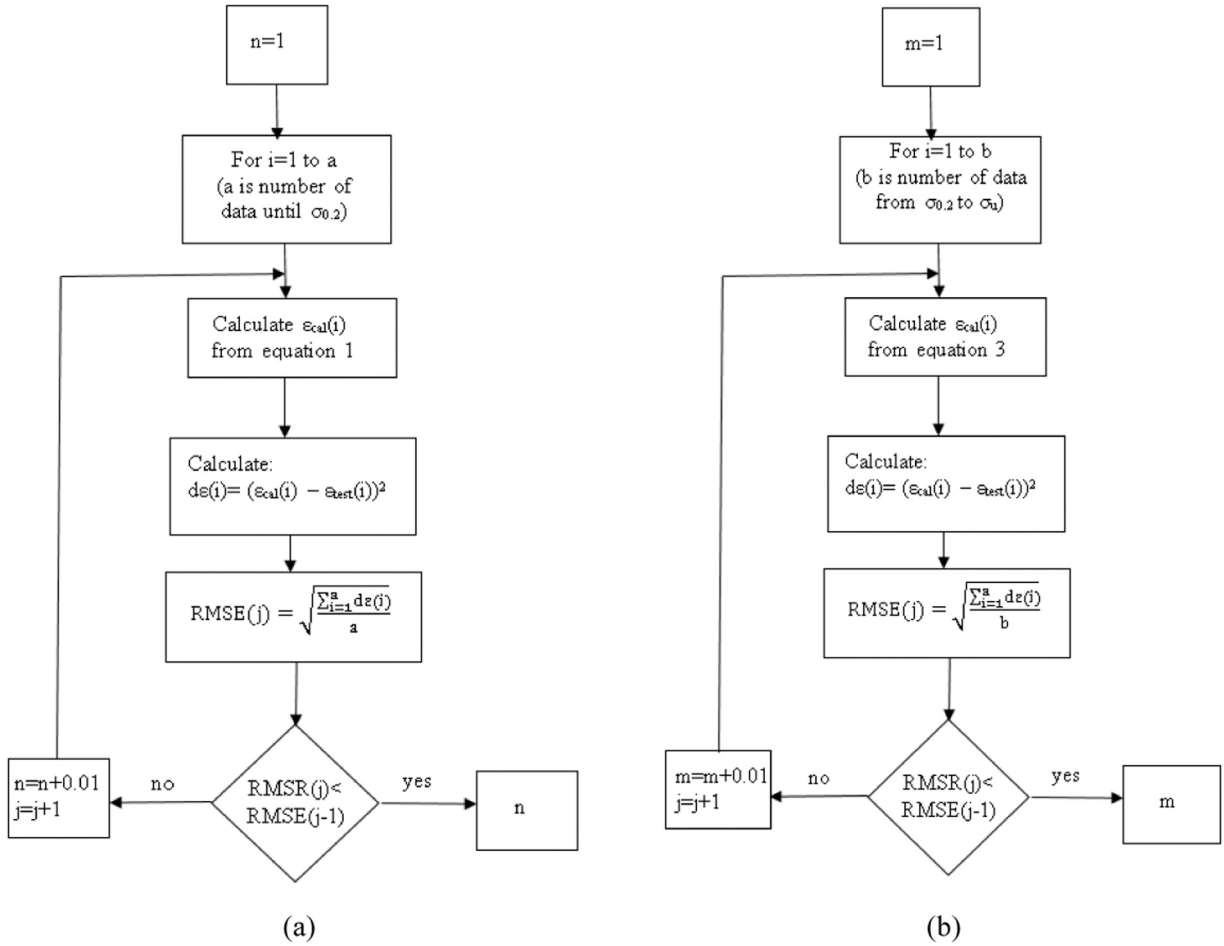 n=1
For i=1 to a
(a is number of
data until σ0.2)
Calculate εcal(i)
from equation 1
Calculate:
dε(i)= (εcal(i) − εtest(i))²
RMSE(j) = √(∑ᵃᵢ₌₁ dε(i) / a)
RMSR(j)<
RMSE(j-1)
no
yes
n=n+0.01
j=j+1
n
(a)
m=1
For i=1 to b
(b is number of data
from σ0.2 to σu)
Calculate εcal(i)
from equation 3
Calculate:
dε(i)= (εcal(i) − εtest(i))²
RMSE(j) = √(∑ᵃᵢ₌₁ dε(i) / b)
RMSR(j)<
RMSE(j-1)
no
yes
m=m+0.01
j=j+1
m
(b)